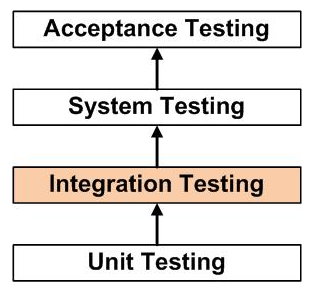 Acceptance Testing
System Testing
Integration Testing
Unit Testing